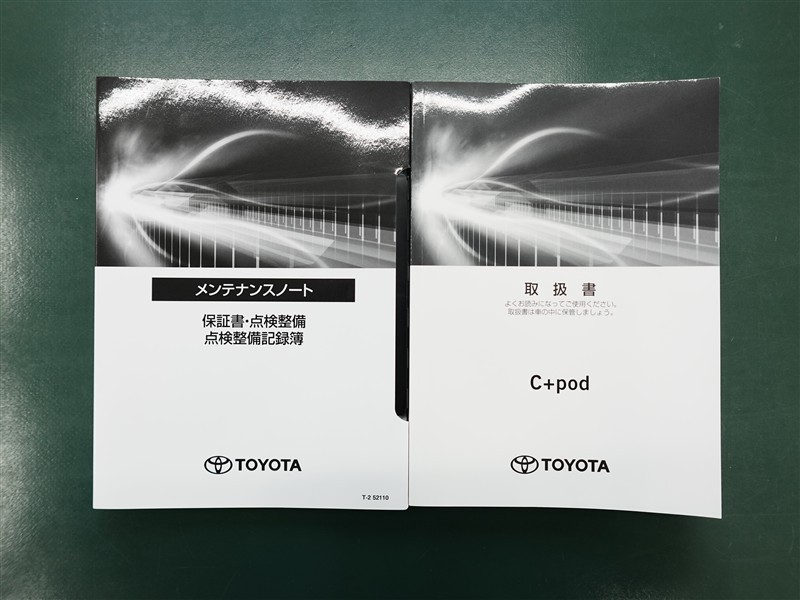 メンテナンスノート
保証書・点検整備
点検整備記録簿
TOYOTA
T-2 52110
取扱書
よくお読みになってご使用ください。
取扱書は車の中に保管しましょう。
C+pod
TOYOTA